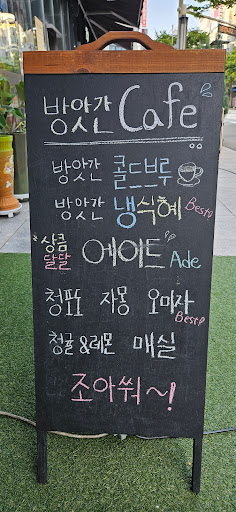 방앗간 Cafe
방앗간 콜드브루
방앗간 냉식혜 Best
상콤
달달 에이드 Ade
청포 자몽 오미자
Best
청귤&레몬 매실
조아쒀~!